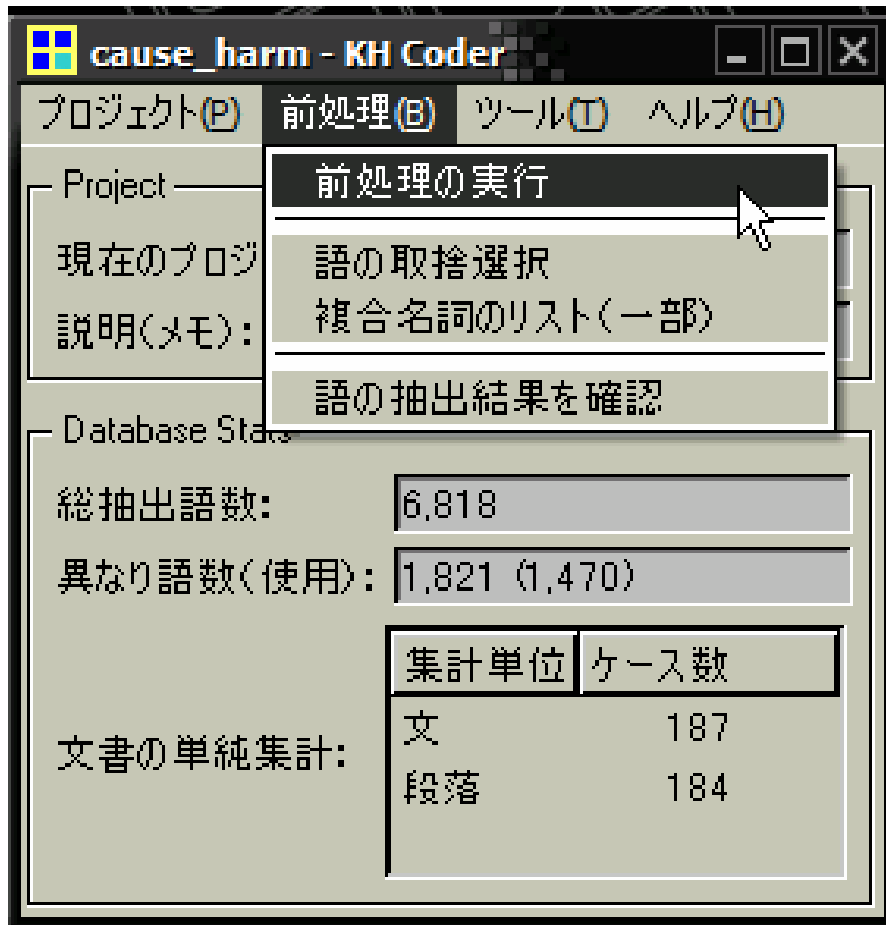 cause_harm - KH Coder
プロジェクト(P) 前処理(B) ツール(T) ヘルプ(H)
前処理の実行
Project
現在のプロジ
語の取捨選択
複合名詞のリスト(一部)
説明(メモ):
語の抽出結果を確認
Database Stats
総抽出語数: 6,818
異なり語数(使用): 1,821 (1,470)
集計単位 ケース数
文 187
文書の単純集計:
段落 184